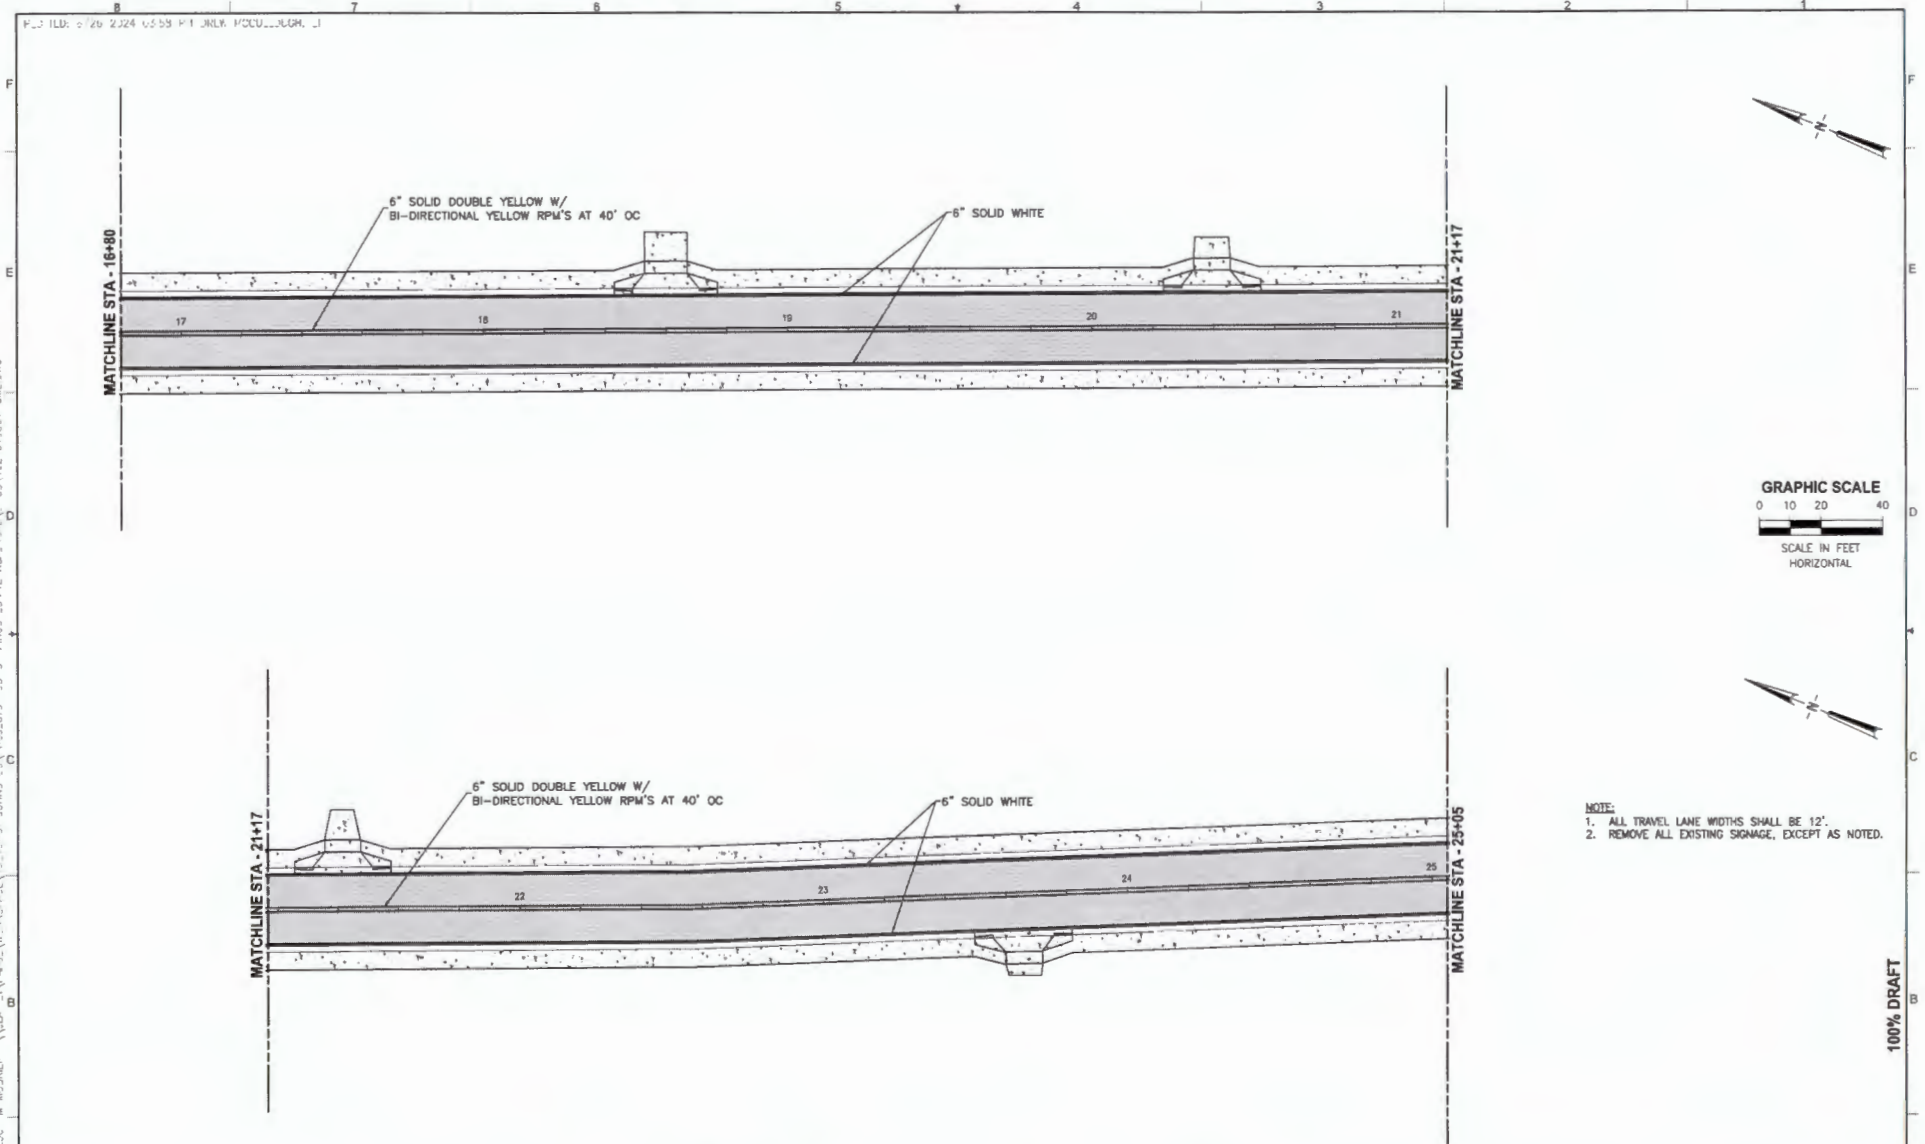 8 7 6 5 4 3 2 1
F
F
6" SOLID DOUBLE YELLOW W/
BI-DIRECTIONAL YELLOW RPM'S AT 40' OC
6" SOLID WHITE
MATCHLINE STA - 16+80
17 18 19 20 21
MATCHLINE STA - 21+17
N
E
E
GRAPHIC SCALE
0 10 20 40
SCALE IN FEET
HORIZONTAL
D
D
N
C
C
6" SOLID DOUBLE YELLOW W/
BI-DIRECTIONAL YELLOW RPM'S AT 40' OC
6" SOLID WHITE
MATCHLINE STA - 21+17
22 23 24 25
MATCHLINE STA - 25+05
NOTE:
1. ALL TRAVEL LANE WIDTHS SHALL BE 12'.
2. REMOVE ALL EXISTING SIGNAGE, EXCEPT AS NOTED.
B
B
100% DRAFT